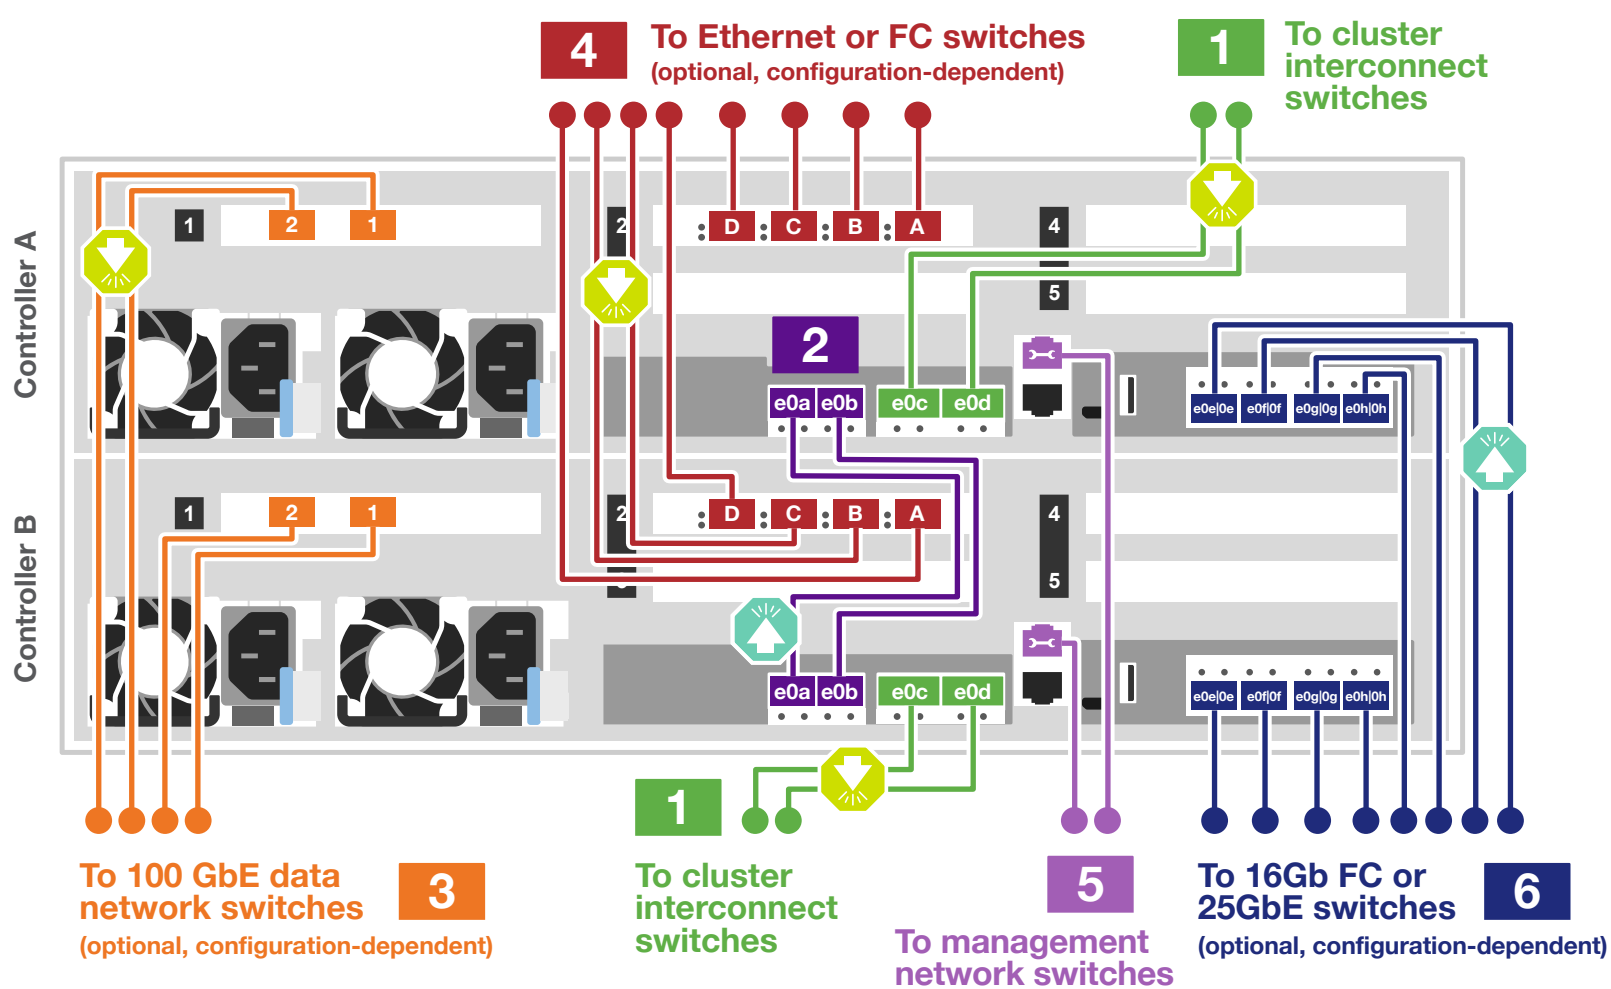 4
To Ethernet or FC switches
(optional, configuration-dependent)
1
To cluster
interconnect
switches
Controller A
1
2
1
2
D
C
B
A
4
5
2
e0a
e0b
e0c
e0d
e0e|0e
e0f|0f
e0g|0g
e0h|0h
Controller B
1
2
1
2
D
C
B
A
4
5
e0a
e0b
e0c
e0d
e0e|0e
e0f|0f
e0g|0g
e0h|0h
To 100 GbE data
network switches
(optional, configuration-dependent)
3
1
To cluster
interconnect
switches
5
To management
network switches
To 16Gb FC or
25GbE switches
(optional, configuration-dependent)
6